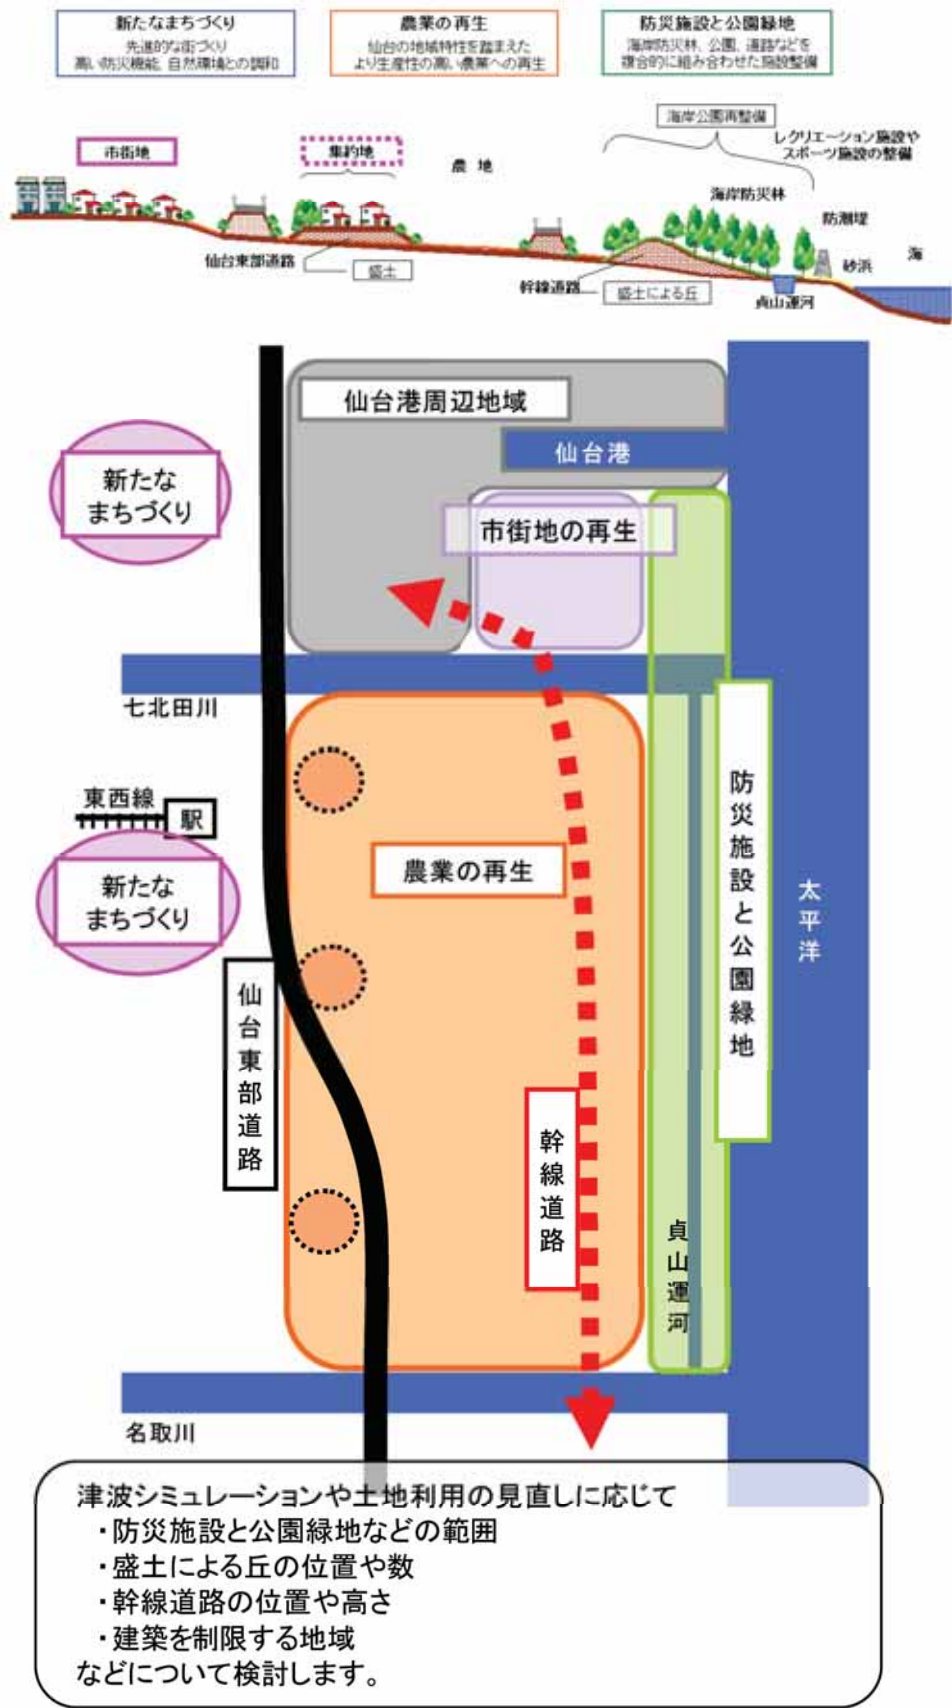 新たなまちづくり
先進的な街づくり
高い防災機能、自然環境との調和
農業の再生
仙台の地域特性を踏まえた
より生産性の高い農業への再生
防災施設と公園緑地
海岸防災林、公園、道路などを
複合的に組み合わせた施設整備
海岸公園再整備
レクリエーション施設や
スポーツ施設の整備
市街地
集約地
農地
海岸防災林
防潮堤
砂浜
海
仙台東部道路
盛土
幹線道路
盛土による丘
貞山運河
仙台港周辺地域
仙台港
新たな
まちづくり
市街地の再生
七北田川
東西線
駅
新たな
まちづくり
農業の再生
防災施設と公園緑地
太平洋
仙台東部道路
幹線道路
貞山運河
名取川
津波シミュレーションや土地利用の見直しに応じて
・防災施設と公園緑地などの範囲
・盛土による丘の位置や数
・幹線道路の位置や高さ
・建築を制限する地域
などについて検討します。